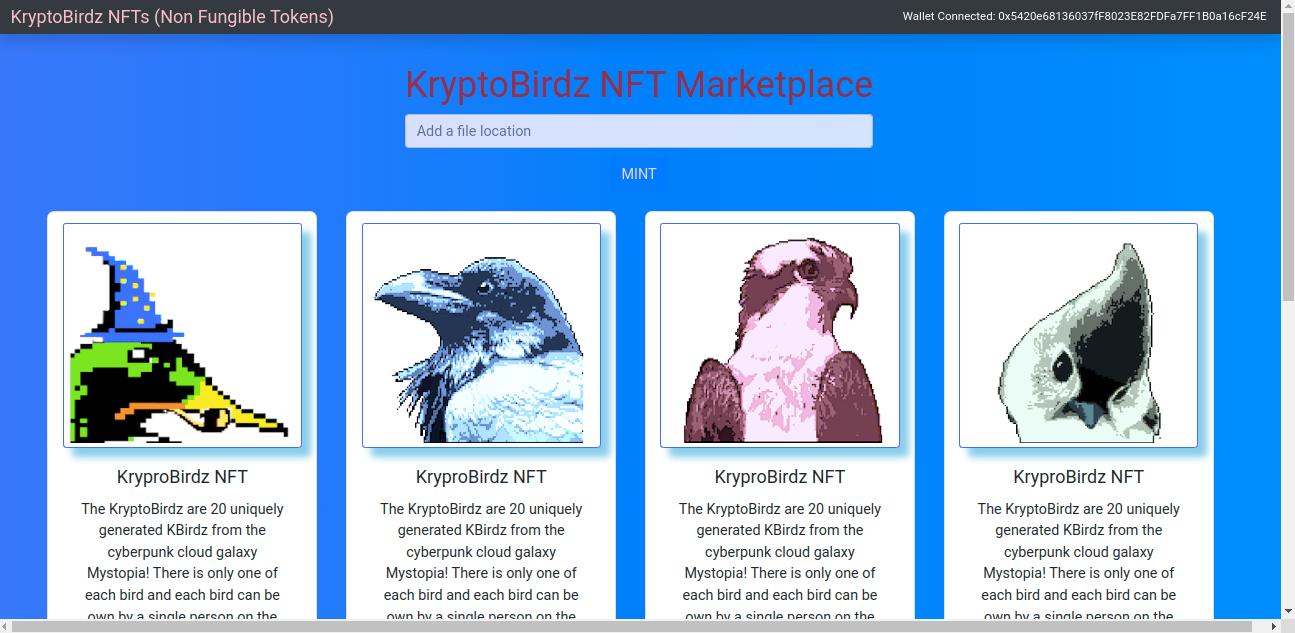 KryptoBirdz NFTs (Non Fungible Tokens)
Wallet Connected: 0x5420e68136037fF8023E82FDFa7FF1B0a16cF24E
KryptoBirdz NFT Marketplace
Add a file location
MINT
KryproBirdz NFT
The KryptoBirdz are 20 uniquely
generated KBirdz from the
cyberpunk cloud galaxy
Mystopia! There is only one of
each bird and each bird can be
own by a single person on the
KryproBirdz NFT
The KryptoBirdz are 20 uniquely
generated KBirdz from the
cyberpunk cloud galaxy
Mystopia! There is only one of
each bird and each bird can be
own by a single person on the
KryproBirdz NFT
The KryptoBirdz are 20 uniquely
generated KBirdz from the
cyberpunk cloud galaxy
Mystopia! There is only one of
each bird and each bird can be
own by a single person on the
KryproBirdz NFT
The KryptoBirdz are 20 uniquely
generated KBirdz from the
cyberpunk cloud galaxy
Mystopia! There is only one of
each bird and each bird can be
own by a single person on the